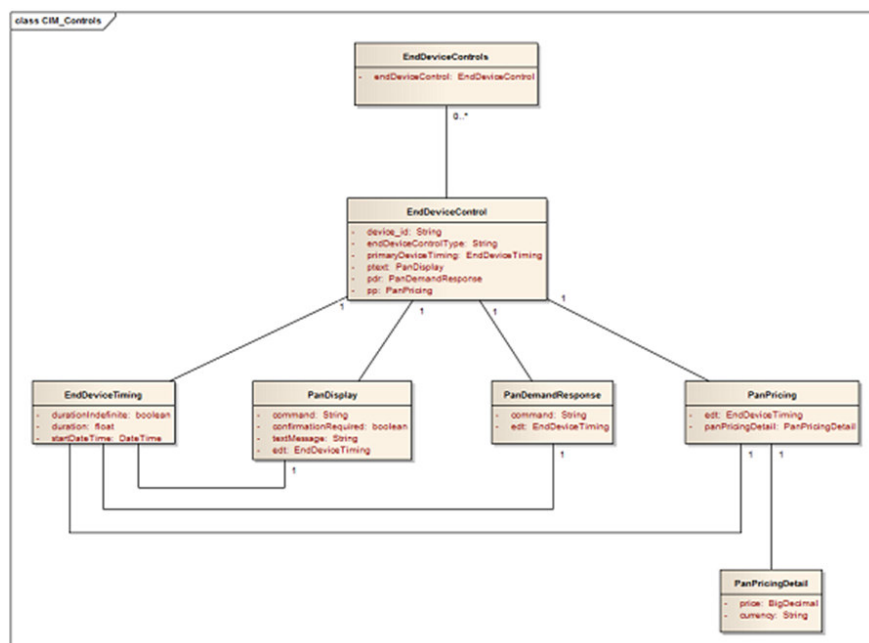 class CIM_Controls
EndDeviceControls
- endDeviceControl: EndDeviceControl
0..*
EndDeviceControl
- device_id: String
- endDeviceControlType: String
- primaryDeviceTiming: EndDeviceTiming
- ptext: PanDisplay
- pdr: PanDemandResponse
- pp: PanPricing
1
1
1
1
EndDeviceTiming
- durationIndefinite: boolean
- duration: float
- startDateTime: DateTime
PanDisplay
- command: String
- confirmationRequired: boolean
- textMessage: String
- edt: EndDeviceTiming
1
PanDemandResponse
- command: String
- edt: EndDeviceTiming
1
PanPricing
- edt: EndDeviceTiming
- panPricingDetail: PanPricingDetail
1
1
PanPricingDetail
- price: BigDecimal
- currency: String